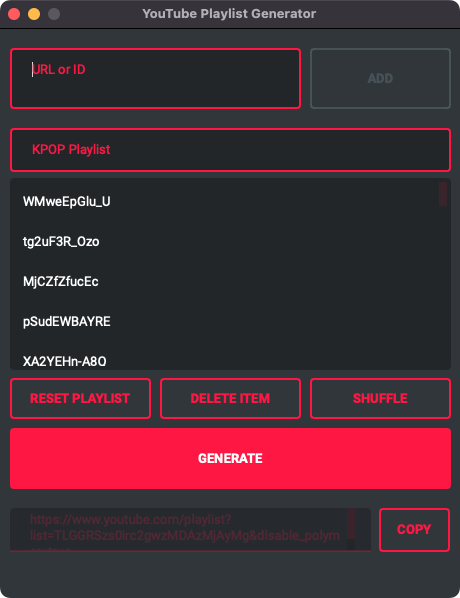 YouTube Playlist Generator
URL or ID
ADD
KPOP Playlist
WMweEpGlu_U
tg2uF3R_Ozo
MjCZfZfucEc
pSudEWBAYRE
XA2YEHn-A8Q
RESET PLAYLIST
DELETE ITEM
SHUFFLE
GENERATE
https://www.youtube.com/playlist?
list=TLGGRSzs0irc2gwzMDAzMjAyMg&disable_polym
COPY